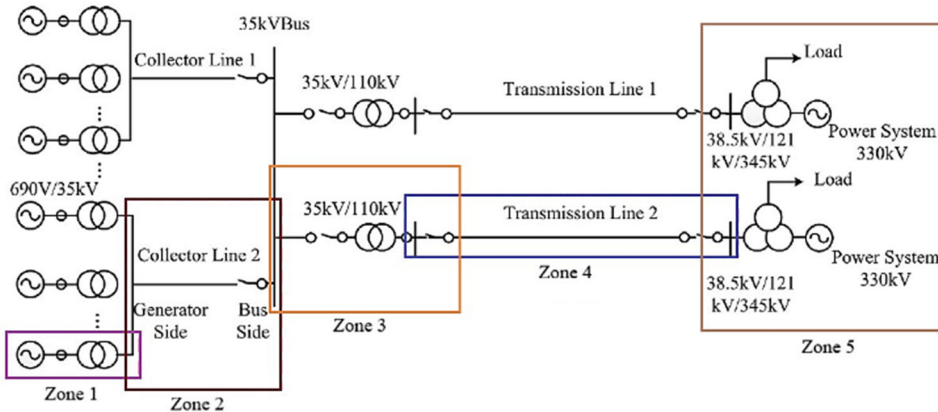 35kVBus
Collector Line 1
35kV/110kV
Transmission Line 1
Load
38.5kV/121
kV/345kV
Power System
330kV
690V/35kV
35kV/110kV
Transmission Line 2
Load
Collector Line 2
Zone 4
38.5kV/121
kV/345kV
Power System
330kV
Generator
Side
Bus
Side
Zone 3
Zone 5
Zone 1
Zone 2